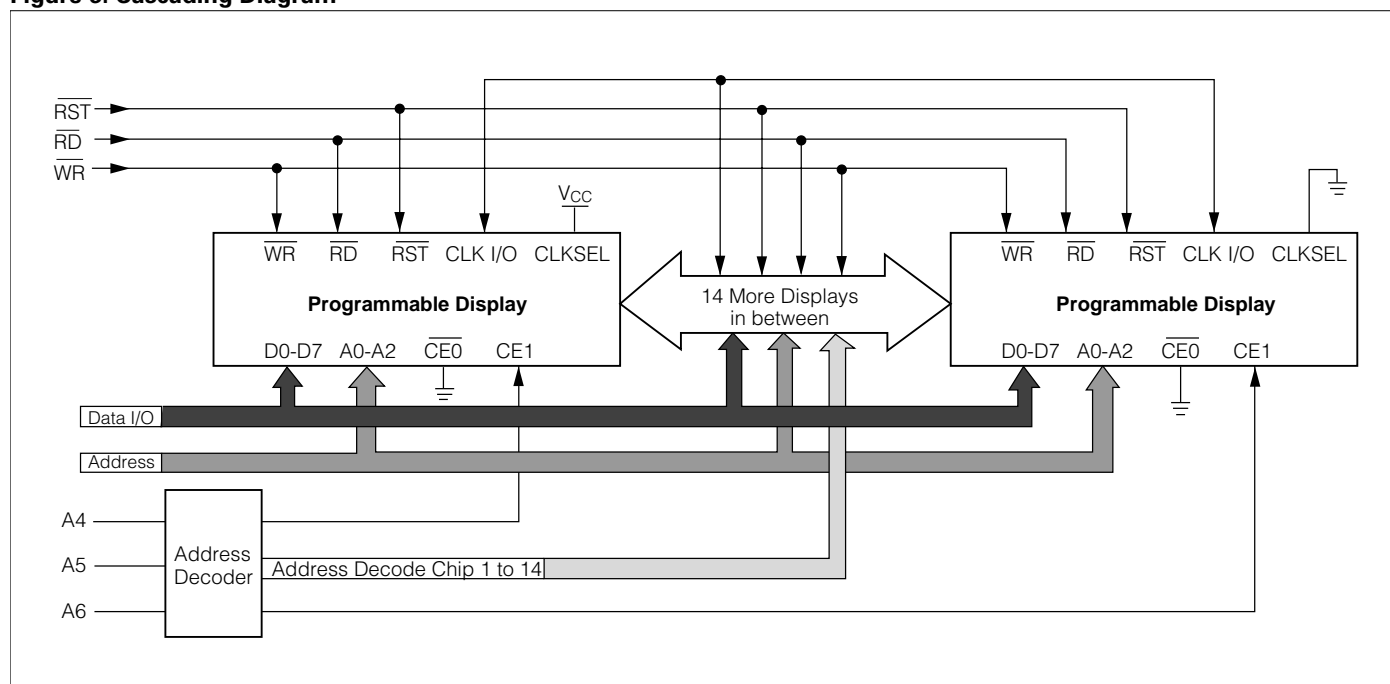 Figure Cascading Diagram
RST
RD
WR
VCC
WR RD RST CLK I/O CLKSEL
Programmable Display
D0-D7 A0-A2 CE0 CE1
14 More Displays
in between
WR RD RST CLK I/O CLKSEL
Programmable Display
D0-D7 A0-A2 CE0 CE1
Data I/O
Address
A4
A5
A6
Address
Decoder
Address Decode Chip 1 to 14